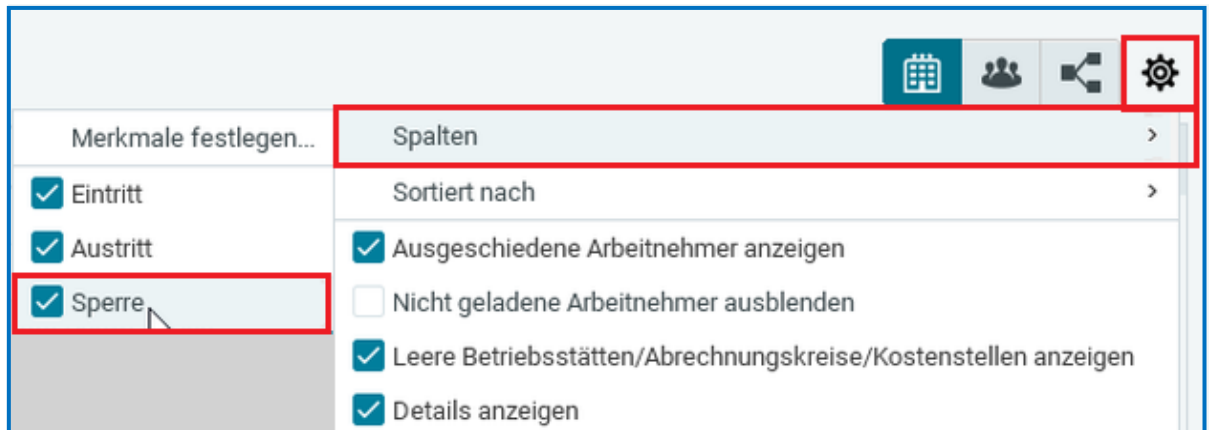 Merkmale festlegen...
Eintritt
Austritt
Sperre
Spalten
Sortiert nach
Ausgeschiedene Arbeitnehmer anzeigen
Nicht geladene Arbeitnehmer ausblenden
Leere Betriebsstätten/Abrechnungskreise/Kostenstellen anzeigen
Details anzeigen